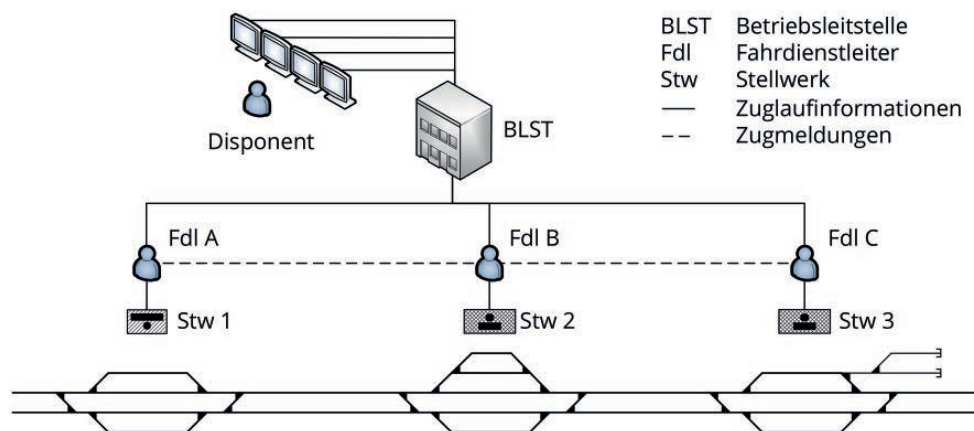 BLST Betriebsleitstelle
Fdl Fahrdienstleiter
Stw Stellwerk
Zuglaufinformationen
Zugmeldungen
Disponent
BLST
Fdl A
Fdl B
Fdl C
Stw 1
Stw 2
Stw 3